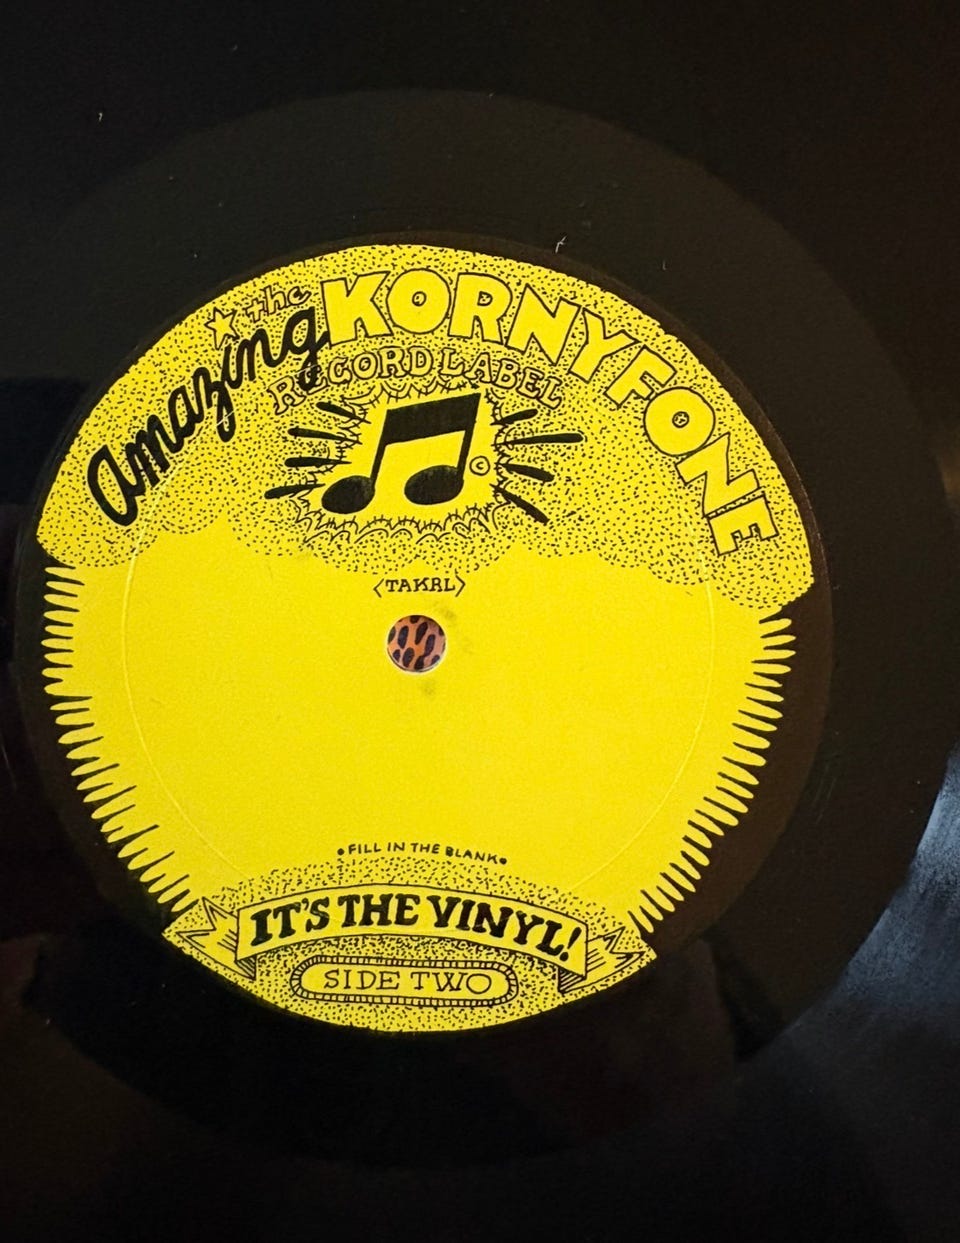 the
amazing KORNYFONE
RECORD LABEL
©
<TAKRL>
•FILL IN THE BLANK•
IT'S THE VINYL!
SIDE TWO